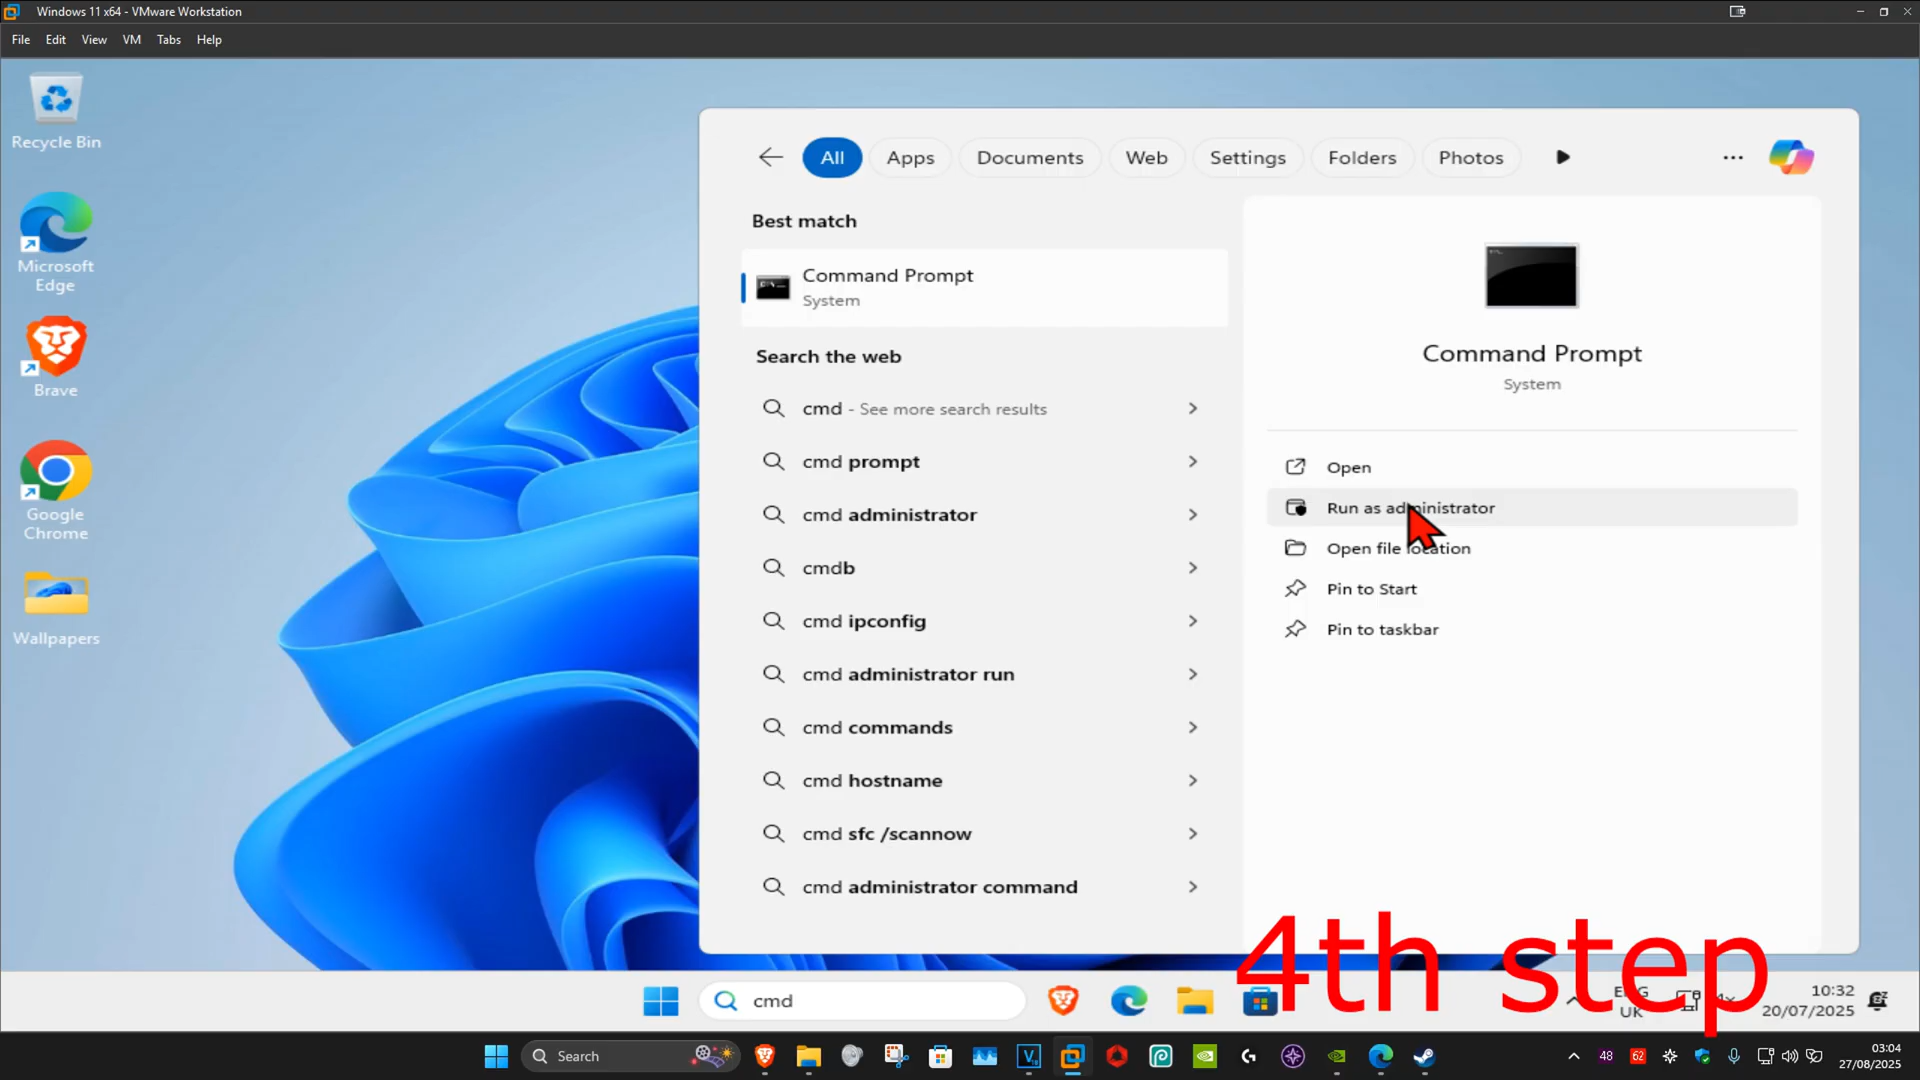 Windows 11 x64 - VMware Workstation
File Edit View VM Tabs Help
Recycle Bin
Microsoft
Edge
Brave
Google
Chrome
Wallpapers
All Apps Documents Web Settings Folders Photos
Best match
Command Prompt
System
Search the web
cmd - See more search results
cmd prompt
cmd administrator
cmdb
cmd ipconfig
cmd administrator run
cmd commands
cmd hostname
cmd sfc /scannow
cmd administrator command
Command Prompt
System
Open
Run as administrator
Open file location
Pin to Start
Pin to taskbar
4th step
cmd
ENG
UK
10:32
20/07/2025
Search
48 62
03:04
27/08/2025